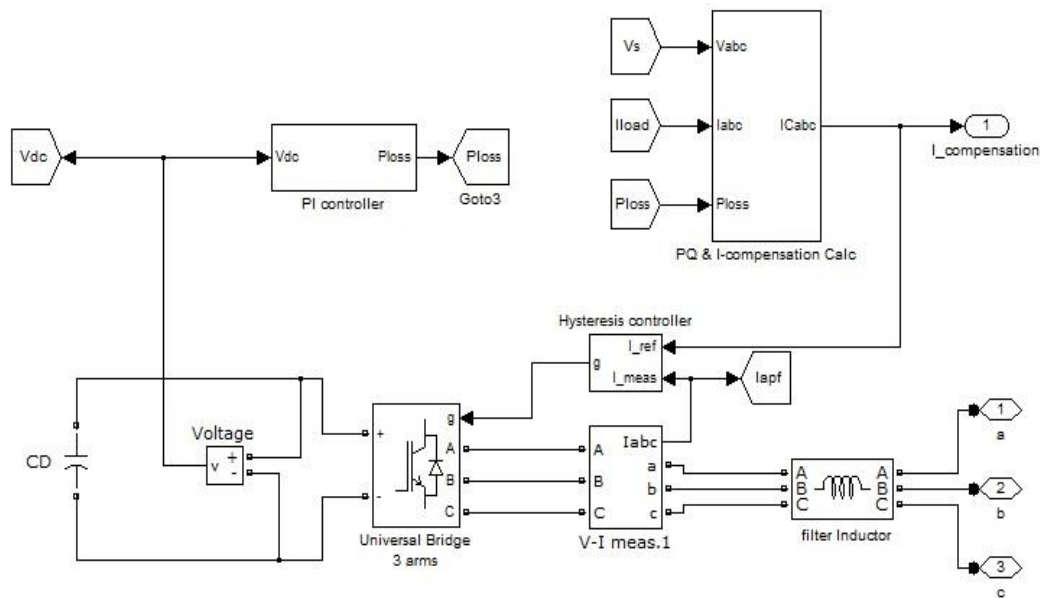 Vs
Vabc
Iload
Iabc
ICabc
1
I_compensation
Vdc
Vdc
Ploss
Ploss
PI controller
Goto3
Ploss
Ploss
PQ & I-compensation Calc
Hysteresis controller
I_ref
g
I_meas
Iapf
Voltage
v
+
-
CD
+
-
g
A
B
C
Universal Bridge
3 arms
A
B
C
Iabc
a
b
c
V-I meas.1
A
B
C
A
B
C
filter Inductor
1
a
2
b
3
c